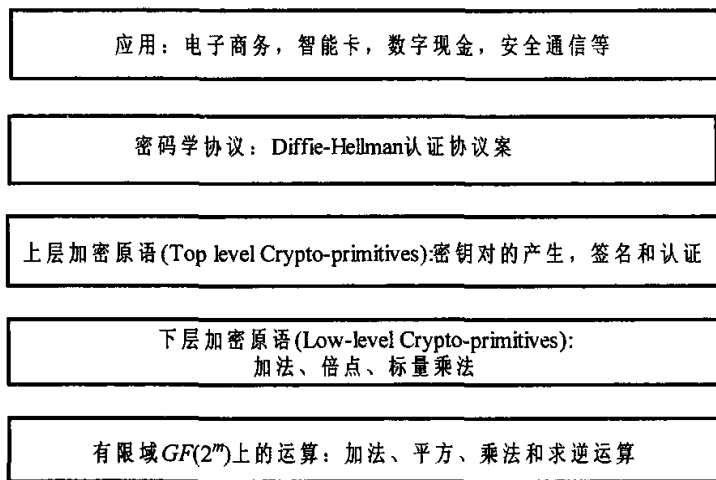 应用：电子商务，智能卡，数字现金，安全通信等
密码学协议：Diffie-Hellman认证协议案
上层加密原语(Top level Crypto-primitives):密钥对的产生，签名和认证
下层加密原语(Low-level Crypto-primitives):
加法、倍点、标量乘法
有限域GF(2^m)上的运算：加法、平方、乘法和求逆运算